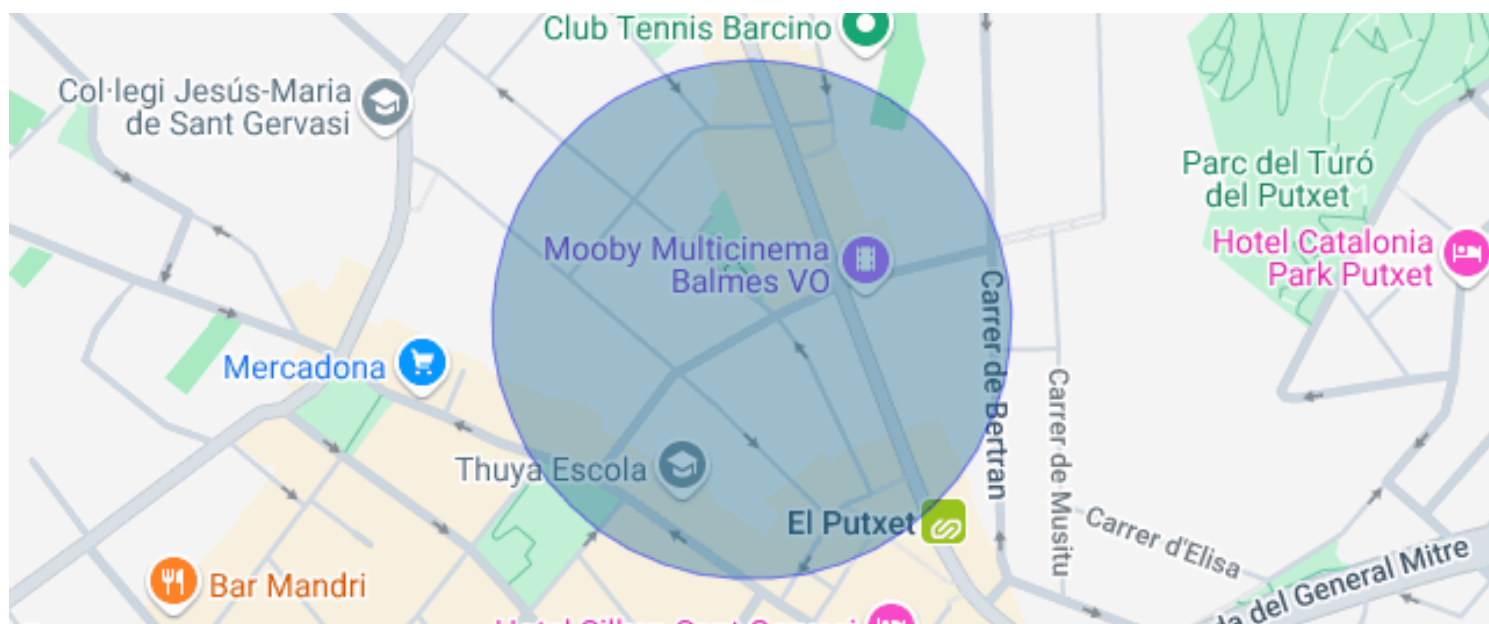 Club Tennis Barcino
Col·legi Jesús-Maria
de Sant Gervasi
Parc del Turó
del Putxet
Mooby Multicinema
Balmes VO
Hotel Catalonia
Park Putxet
Carrer de Bertran
Mercadona
Carrer de Musitu
Thuya Escola
El Putxet
Carrer d'Elisa
Bar Mandri
da del General Mitre